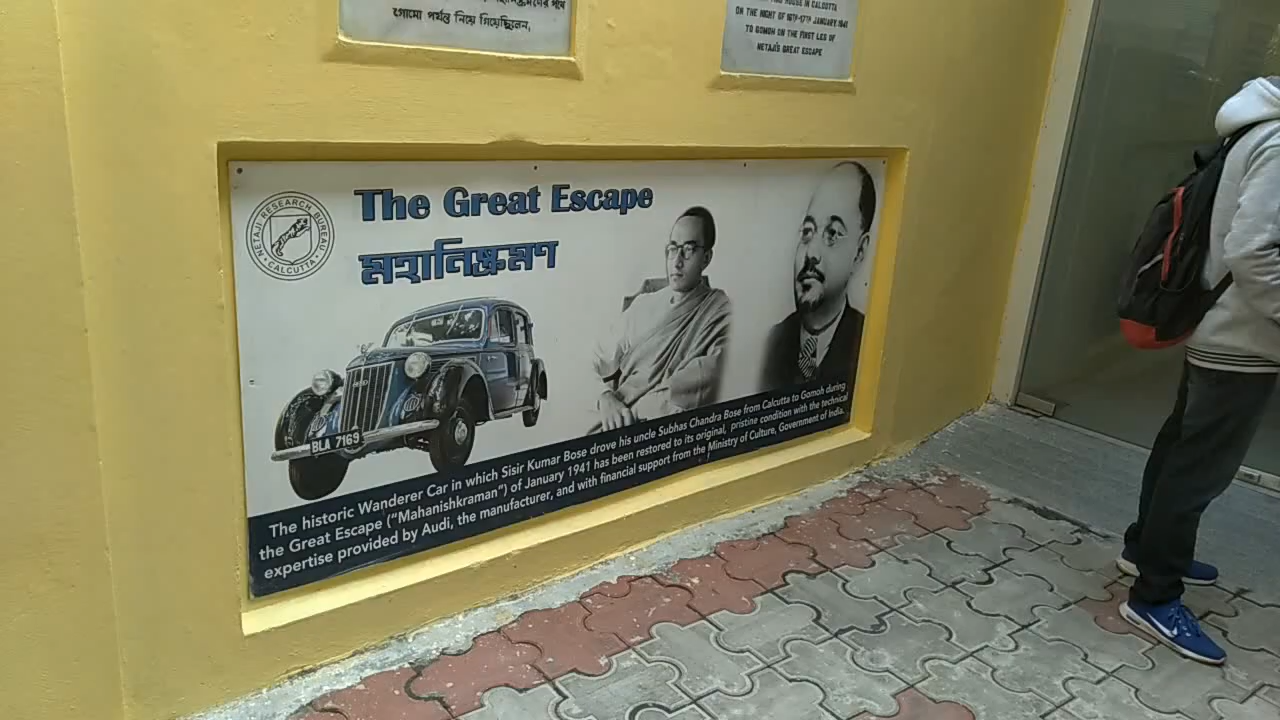 গোমো পর্যন্ত নিয়ে গিয়েছিলেন,
HOUSE IN CALCUTTA
ON THE NIGHT OF 16TH-17TH JANUARY 1941
TO GOMOH ON THE FIRST LEG OF
NETAJI'S GREAT ESCAPE
NETAJI RESEARCH BUREAU
CALCUTTA
The Great Escape
মহানিষ্ক্রমণ
BLA 7169
The historic Wanderer Car in which Sisir Kumar Bose drove his uncle Subhas Chandra Bose from Calcutta to Gomoh during
the Great Escape ("Mahanishkraman") of January 1941 has been restored to its original, pristine condition with the technical
expertise provided by Audi, the manufacturer, and with financial support from the Ministry of Culture, Government of India.